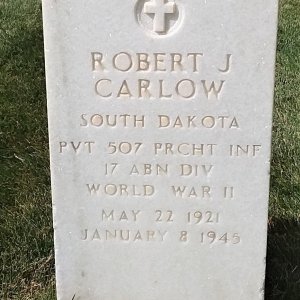 ROBERT J
CARLOW
SOUTH DAKOTA
PVT 507 PRCHT INF
17 ABN DIV
WORLD WAR II
MAY 22 1921
JANUARY 8 1945